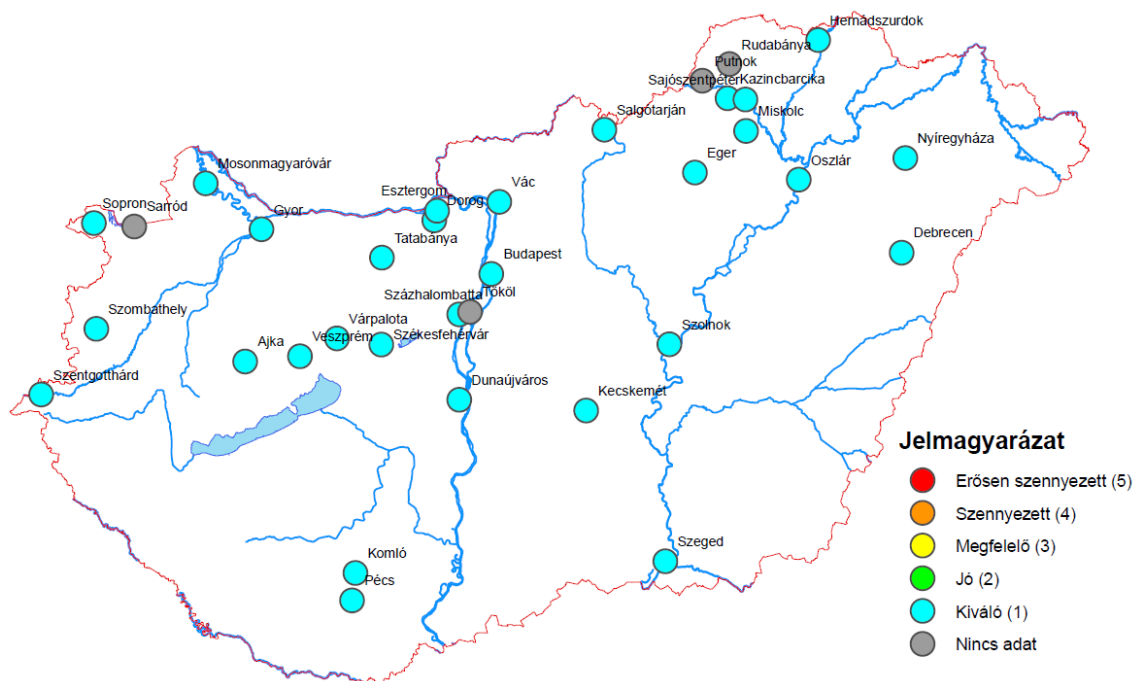 Hernádszurdok
Rudabánya
Putnok
Sajószentpéter
Kazincbarcika
Salgótarján
Miskolc
Nyíregyháza
Eger
Oszlár
Mosonmagyaróvár
Vác
Esztergom
Dorog
Sopron
Sarród
Gyor
Debrecen
Tatabánya
Budapest
Százhalombatta
Tököl
Szombathely
Várpalota
Ajka
Veszprém
Székesfehérvár
Szolnok
Szentgotthárd
Dunaújváros
Kecskemét
Jelmagyarázat
Erősen szennyezett (5)
Szennyezett (4)
Megfelelő (3)
Jó (2)
Kiváló (1)
Nincs adat
Szeged
Komló
Pécs